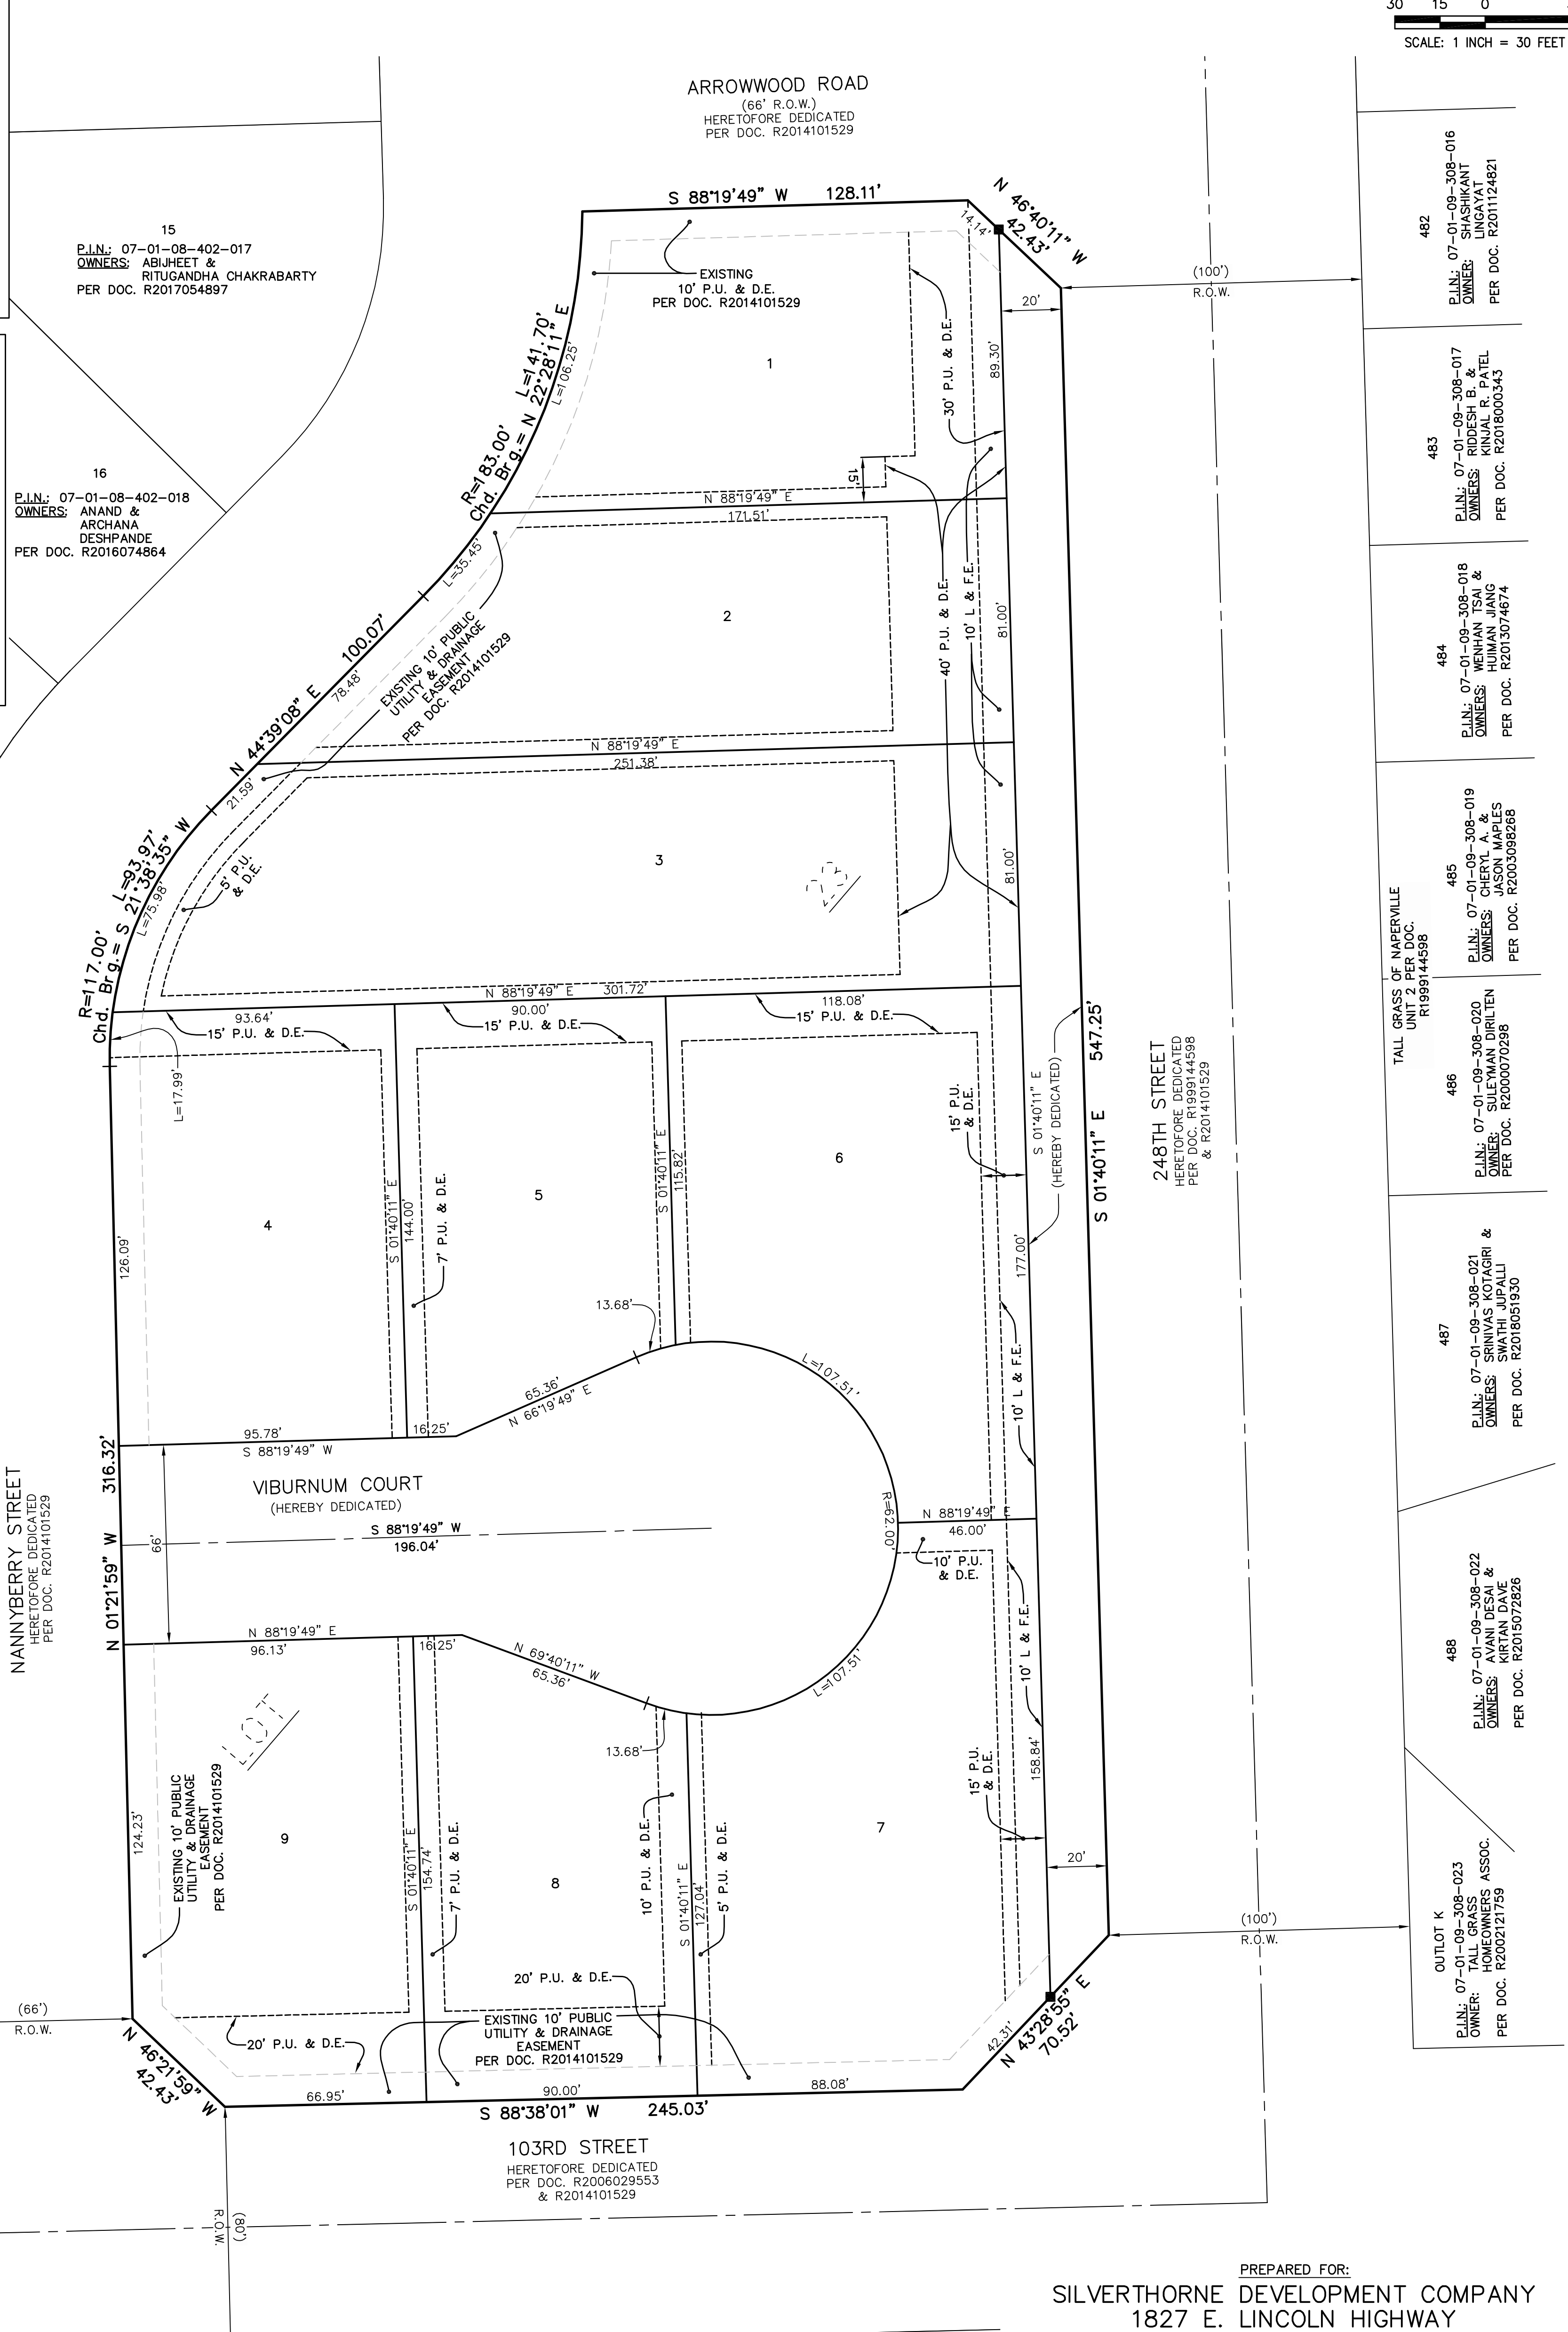 30 15 0
SCALE: 1 INCH = 30 FEET
ARROWWOOD ROAD
(66' R.O.W.)
HERETOFORE DEDICATED
PER DOC. R2014101529
S 88°19'49" W 128.11'
N 46°40'11" W
42.43'
14.14'
15
P.I.N.: 07-01-08-402-017
OWNERS: ABIJHEET &
RITUGANDHA CHAKRABARTY
PER DOC. R2017054897
16
P.I.N.: 07-01-08-402-018
OWNERS: ANAND &
ARCHANA
DESHPANDE
PER DOC. R2016074864
EXISTING
10' P.U. & D.E.
PER DOC. R2014101529
(100')
R.O.W.
20'
L=141.70'
R=183.00'
Chd. Brg.= N 22°28'11" E
L=106.25'
1
89.30'
30' P.U. & D.E.
15'
N 88°19'49" E
171.51'
L=35.45'
100.07'
N 44°39'08" E
78.48'
EXISTING 10' PUBLIC
UTILITY & DRAINAGE
EASEMENT
PER DOC. R2014101529
2
40' P.U. & D.E.
10' L & F.E.
81.00'
N 88°19'49" E
251.38'
21.59'
5' P.U.
& D.E.
L=93.97'
R=117.00'
Chd. Brg.= S 21°38'35" W
L=75.98'
3
23
81.00'
N 88°19'49" E 301.72'
93.64'
90.00'
118.08'
15' P.U. & D.E.
15' P.U. & D.E.
15' P.U. & D.E.
L=17.99'
4
126.09'
S 01°40'11" E
144.00'
7' P.U. & D.E.
5
S 01°40'11" E
115.82'
6
15' P.U.
& D.E.
S 01°40'11" E
(HEREBY DEDICATED)
177.00'
S 01°40'11" E 547.25'
248TH STREET
HERETOFORE DEDICATED
PER DOC. R1999144598
& R2014101529
13.68'
65.36'
N 66°19'49" E
L=107.51'
10' L & F.E.
95.78'
S 88°19'49" W
16.25'
VIBURNUM COURT
(HEREBY DEDICATED)
S 88°19'49" W
196.04'
66'
R=62.00'
N 88°19'49" E
46.00'
10' P.U.
& D.E.
NANNYBERRY STREET
HERETOFORE DEDICATED
PER DOC. R2014101529
N 01°21'59" W 316.32'
N 88°19'49" E
96.13'
16.25'
N 69°40'11" W
65.36'
L=107.51'
10' L & F.E.
13.68'
LOT
EXISTING 10' PUBLIC
UTILITY & DRAINAGE
EASEMENT
PER DOC. R2014101529
124.23'
9
S 01°40'11" E
154.74'
7' P.U. & D.E.
8
10' P.U. & D.E.
S 01°40'11" E
127.04'
5' P.U. & D.E.
7
15' P.U.
& D.E.
158.84'
20'
(100')
R.O.W.
20' P.U. & D.E.
20' P.U. & D.E.
EXISTING 10' PUBLIC
UTILITY & DRAINAGE
EASEMENT
PER DOC. R2014101529
(66')
R.O.W.
N 46°21'59" W
42.43'
66.95'
90.00'
88.08'
S 88°38'01" W 245.03'
42.31'
N 43°28'55" E
70.52'
103RD STREET
HERETOFORE DEDICATED
PER DOC. R2006029553
& R2014101529
(80')
R.O.W.
482
P.I.N.: 07-01-09-308-016
OWNER: SHASHIKANT
LINGAYAT
PER DOC. R2011124821
483
P.I.N.: 07-01-09-308-017
OWNERS: RIDDESH B. &
KINJAL R. PATEL
PER DOC. R2018000343
484
P.I.N.: 07-01-09-308-018
OWNERS: WENHAN TSAI &
HUIMAN JIANG
PER DOC. R2013074674
485
P.I.N.: 07-01-09-308-019
OWNERS: CHERYL A. &
JASON MAPLES
PER DOC. R2003098268
TALL GRASS OF NAPERVILLE
UNIT 2 PER DOC.
R1999144598
486
P.I.N.: 07-01-09-308-020
OWNER: SULEYMAN DIRILTEN
PER DOC. R2000070298
487
P.I.N.: 07-01-09-308-021
OWNERS: SRINIVAS KOTAGIRI &
SWATHI JUPALLI
PER DOC. R2018051930
488
P.I.N.: 07-01-09-308-022
OWNERS: AVANI DESAI &
KIRTAN DAVE
PER DOC. R2015072826
OUTLOT K
P.I.N.: 07-01-09-308-023
OWNER: TALL GRASS
HOMEOWNERS ASSOC.
PER DOC. R2002121759
PREPARED FOR:
SILVERTHORNE DEVELOPMENT COMPANY
1827 E. LINCOLN HIGHWAY